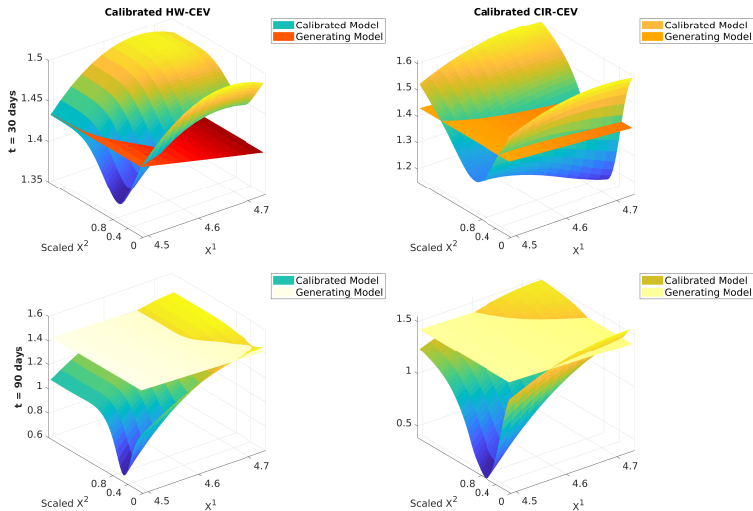 Calibrated HW-CEV
Calibrated Model
Generating Model
1.5
1.45
1.4
1.35
t = 30 days
Scaled X²
0.8
0.4
0
4.5
4.6
4.7
X¹
Calibrated CIR-CEV
Calibrated Model
Generating Model
1.6
1.5
1.4
1.3
1.2
Scaled X²
0.8
0.4
0
4.5
4.6
4.7
X¹
Calibrated Model
Generating Model
1.6
1.4
1.2
1
0.8
0.6
t = 90 days
Scaled X²
0.8
0.4
0
4.5
4.6
4.7
X¹
Calibrated Model
Generating Model
1.5
1
0.5
Scaled X²
0.8
0.4
0
4.5
4.6
4.7
X¹